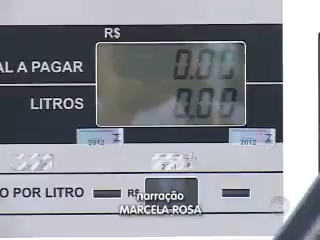 R$
AL A PAGAR
0.00
LITROS
0.00
2012
2012
O POR LITRO
R$
narração
MARCELA ROSA